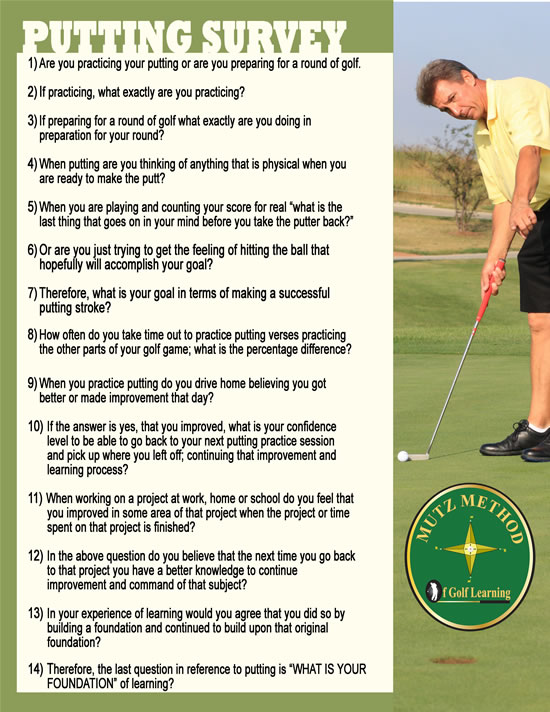 PUTTING SURVEY
1) Are you practicing your putting or are you preparing for a round of golf.
2) If practicing, what exactly are you practicing?
3) If preparing for a round of golf what exactly are you doing in
preparation for your round?
4) When putting are you thinking of anything that is physical when you
are ready to make the putt?
5) When you are playing and counting your score for real “what is the
last thing that goes on in your mind before you take the putter back?”
6) Or are you just trying to get the feeling of hitting the ball that
hopefully will accomplish your goal?
7) Therefore, what is your goal in terms of making a successful
putting stroke?
8) How often do you take time out to practice putting verses practicing
the other parts of your golf game; what is the percentage difference?
9) When you practice putting do you drive home believing you got
better or made improvement that day?
10) If the answer is yes, that you improved, what is your confidence
level to be able to go back to your next putting practice session
and pick up where you left off; continuing that improvement and
learning process?
11) When working on a project at work, home or school do you feel that
you improved in some area of that project when the project or time
spent on that project is finished?
12) In the above question do you believe that the next time you go back
to that project you have a better knowledge to continue
improvement and command of that subject?
13) In your experience of learning would you agree that you did so by
building a foundation and continued to build upon that original
foundation?
14) Therefore, the last question in reference to putting is “WHAT IS YOUR
FOUNDATION” of learning?
MUTZ METHOD
Of Golf Learning